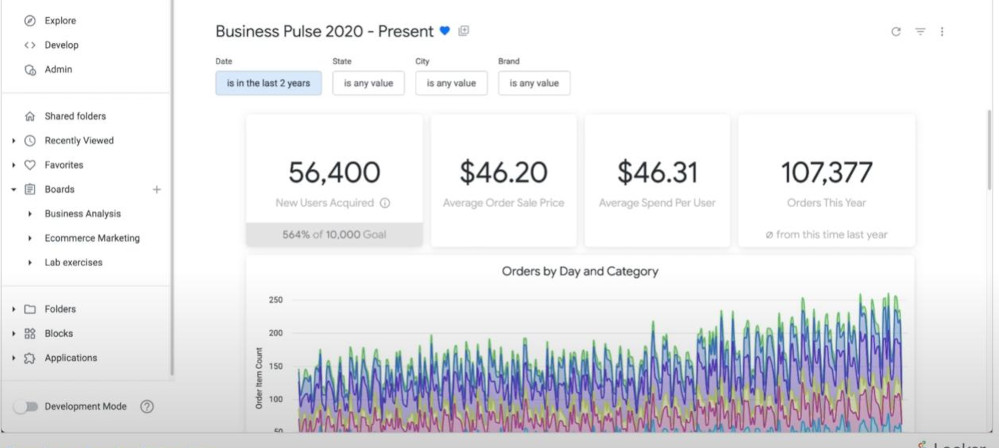 Explore
Develop
Admin
Shared folders
Recently Viewed
Favorites
Boards
Business Analysis
Ecommerce Marketing
Lab exercises
Folders
Blocks
Applications
Development Mode
Business Pulse 2020 - Present
Date State City Brand
is in the last 2 years is any value is any value is any value
56,400 $46.20 $46.31 107,377
New Users Acquired Average Order Sale Price Average Spend Per User Orders This Year
564% of 10,000 Goal ∅ from this time last year
Orders by Day and Category
250
200
150
100
Order Item Count